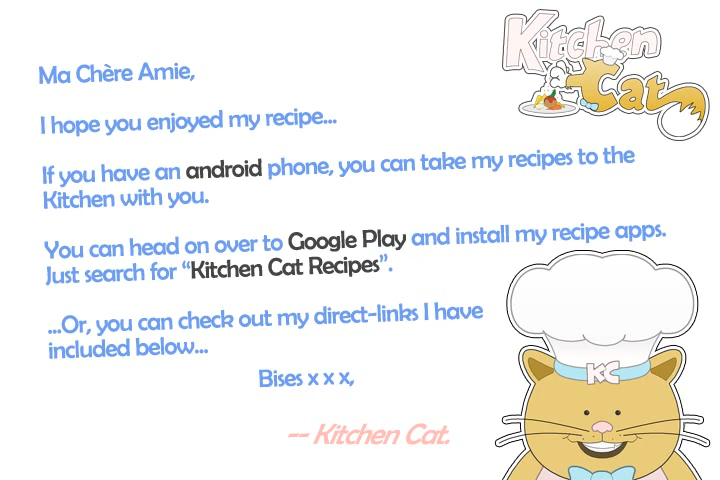 Kitchen
Cat
Ma Chère Amie,
I hope you enjoyed my recipe...
If you have an android phone, you can take my recipes to the
Kitchen with you.
You can head on over to Google Play and install my recipe apps.
Just search for “Kitchen Cat Recipes”.
...Or, you can check out my direct-links I have
included below...
Bises x x x,
-- Kitchen Cat.
KC